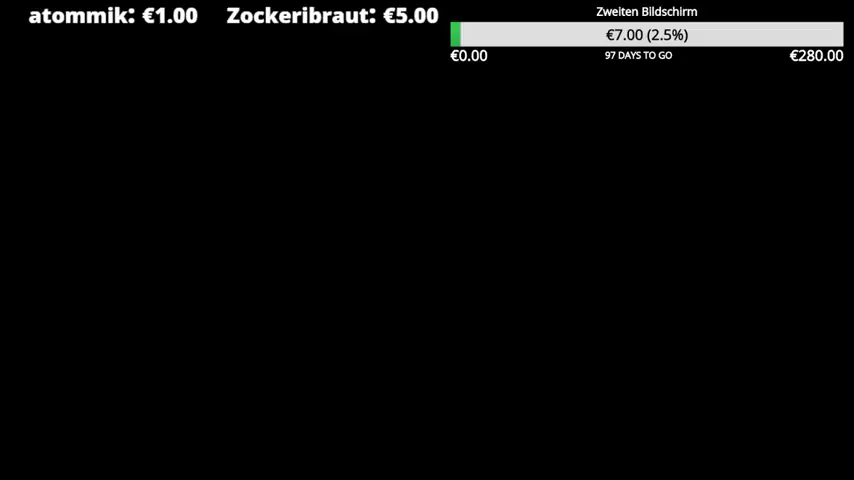 atommik: €1.00 Zockeribraut: €5.00
Zweiten Bildschirm
€7.00 (2.5%)
€0.00 97 DAYS TO GO €280.00